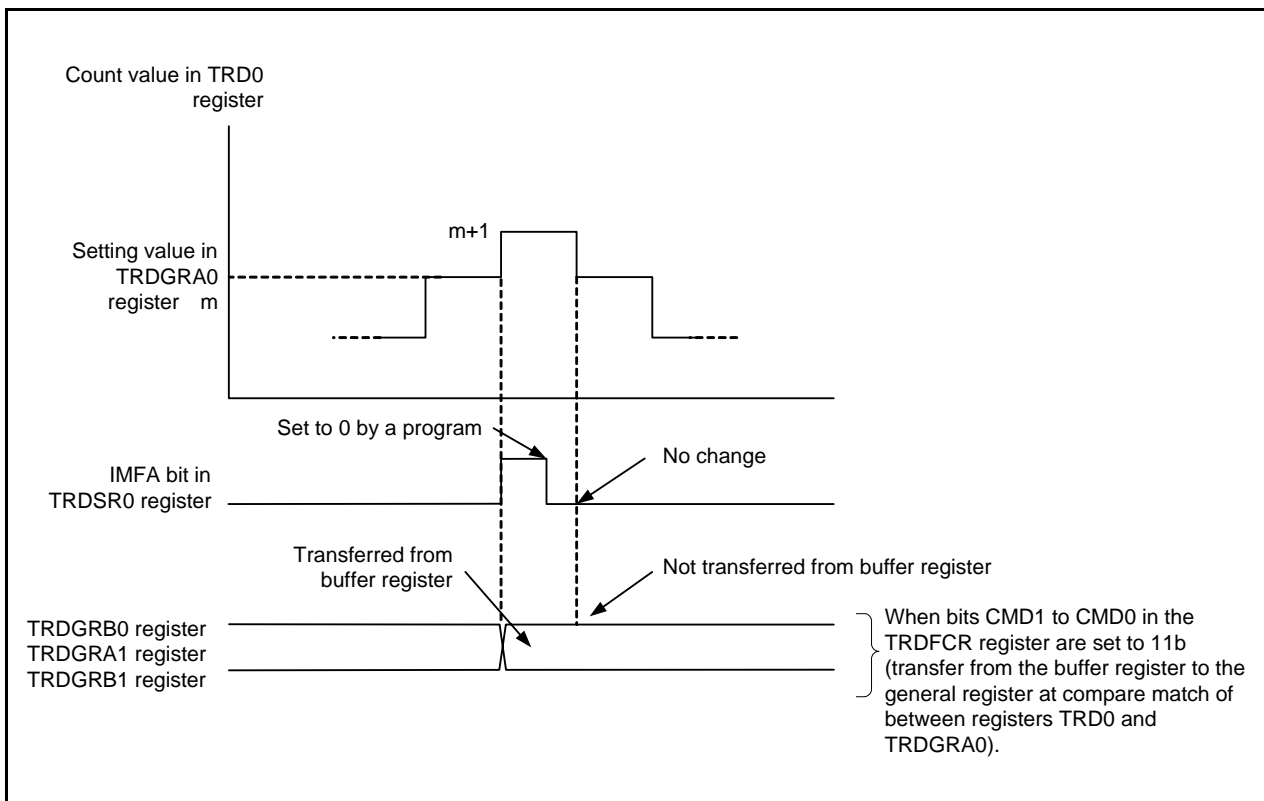 Count value in TRD0
register
m+1
Setting value in
TRDGRA0
register m
Set to 0 by a program
No change
IMFA bit in
TRDSR0 register
Transferred from
buffer register
Not transferred from buffer register
TRDGRB0 register
TRDGRA1 register
TRDGRB1 register
When bits CMD1 to CMD0 in the
TRDFCR register are set to 11b
(transfer from the buffer register to the
general register at compare match of
between registers TRD0 and
TRDGRA0).